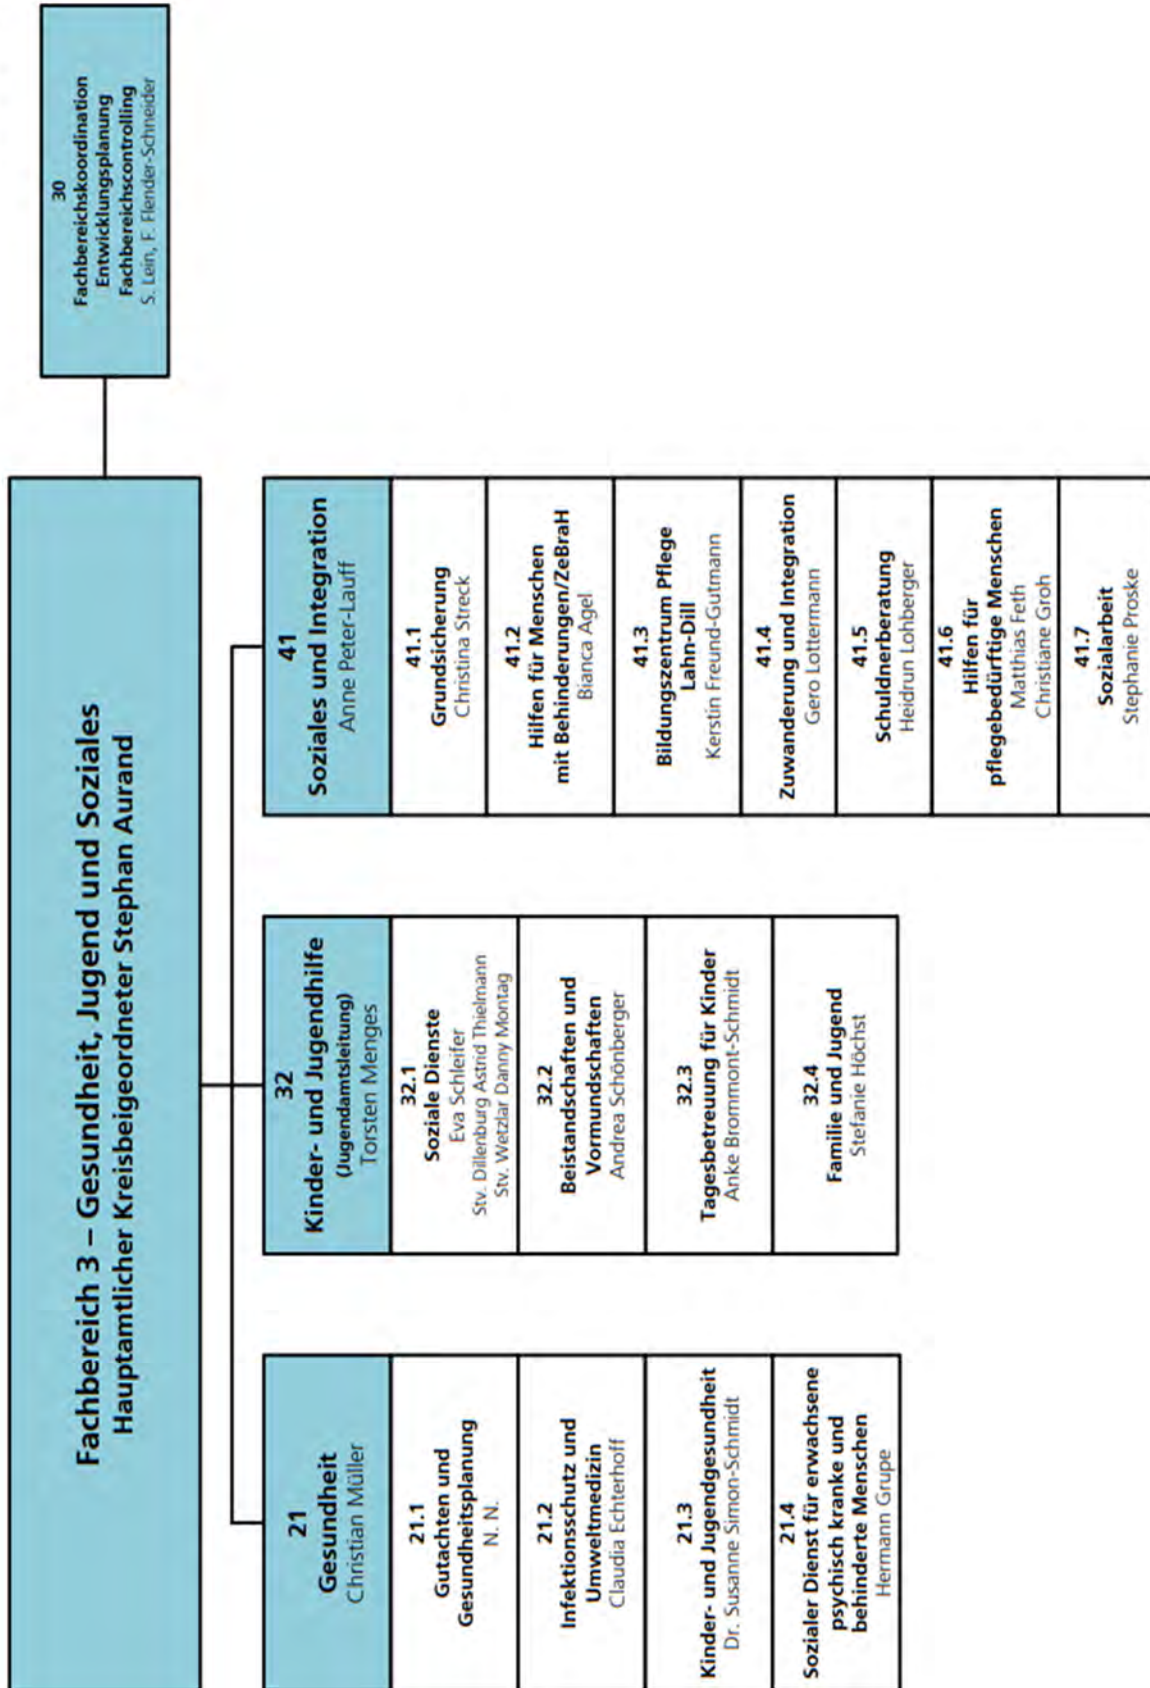 Fachbereich 3 – Gesundheit, Jugend und Soziales
Hauptamtlicher Kreisbeigeordneter Stephan Aurand
30
Fachbereichskoordination
Entwicklungsplanung
Fachbereichscontrolling
S. Lein, F. Flender-Schneider
21
Gesundheit
Christian Müller
21.1
Gutachten und
Gesundheitsplanung
N. N.
21.2
Infektionsschutz und
Umweltmedizin
Claudia Echterhoff
21.3
Kinder- und Jugendgesundheit
Dr. Susanne Simon-Schmidt
21.4
Sozialer Dienst für erwachsene
psychisch kranke und
behinderte Menschen
Hermann Grupe
32
Kinder- und Jugendhilfe
(Jugendamtsleitung)
Torsten Menges
32.1
Soziale Dienste
Eva Schleifer
Stv. Dillenburg Astrid Thielmann
Stv. Wetzlar Danny Montag
32.2
Beistandschaften und
Vormundschaften
Andrea Schönberger
32.3
Tagesbetreuung für Kinder
Anke Brommont-Schmidt
32.4
Familie und Jugend
Stefanie Höchst
41
Soziales und Integration
Anne Peter-Lauff
41.1
Grundsicherung
Christina Streck
41.2
Hilfen für Menschen
mit Behinderungen/ZeBraH
Bianca Agel
41.3
Bildungszentrum Pflege
Lahn-Dill
Kerstin Freund-Gutmann
41.4
Zuwanderung und Integration
Gero Lottermann
41.5
Schuldnerberatung
Heidrun Lohberger
41.6
Hilfen für
pflegebedürftige Menschen
Matthias Feth
Christiane Groh
41.7
Sozialarbeit
Stephanie Proske